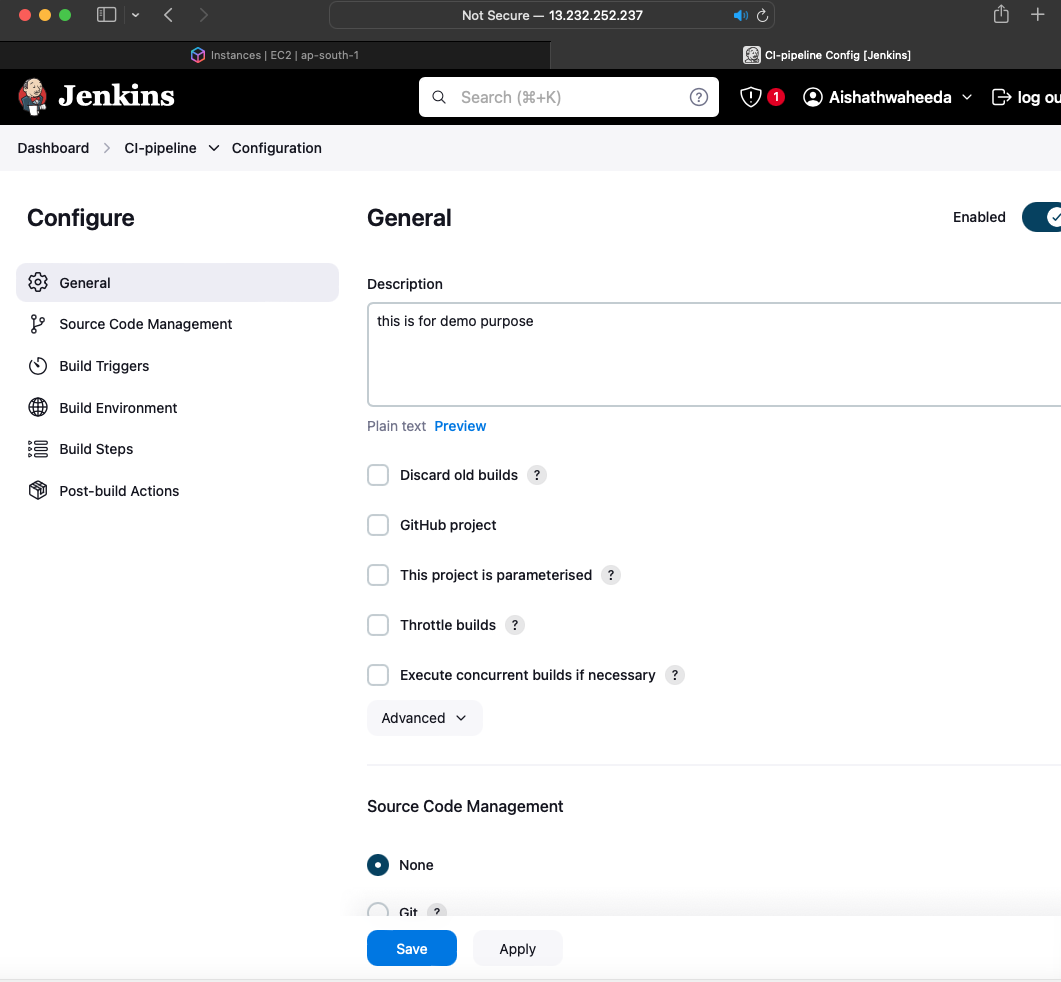 Not Secure — 13.232.252.237
Instances | EC2 | ap-south-1
CI-pipeline Config [Jenkins]
Jenkins
Search (⌘+K)
?
1
Aishathwaheeda
log ou
Dashboard
CI-pipeline
Configuration
Configure
General
Source Code Management
Build Triggers
Build Environment
Build Steps
Post-build Actions
General
Enabled
Description
this is for demo purpose
Plain text Preview
Discard old builds ?
GitHub project
This project is parameterised ?
Throttle builds ?
Execute concurrent builds if necessary ?
Advanced
Source Code Management
None
Git ?
Save
Apply